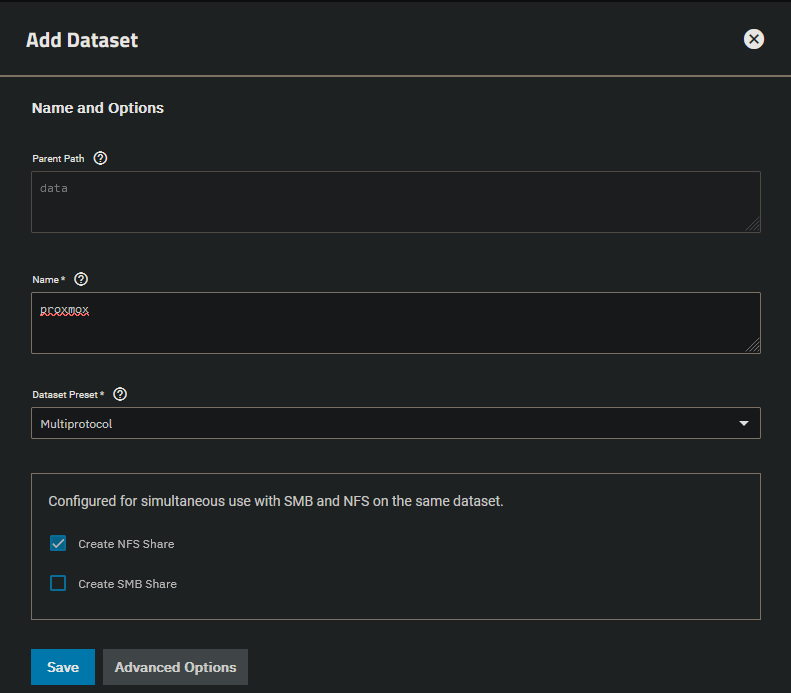 Add Dataset
Name and Options
Parent Path
data
Name *
proxmox
Dataset Preset *
Multiprotocol
Configured for simultaneous use with SMB and NFS on the same dataset.
Create NFS Share
Create SMB Share
Save Advanced Options